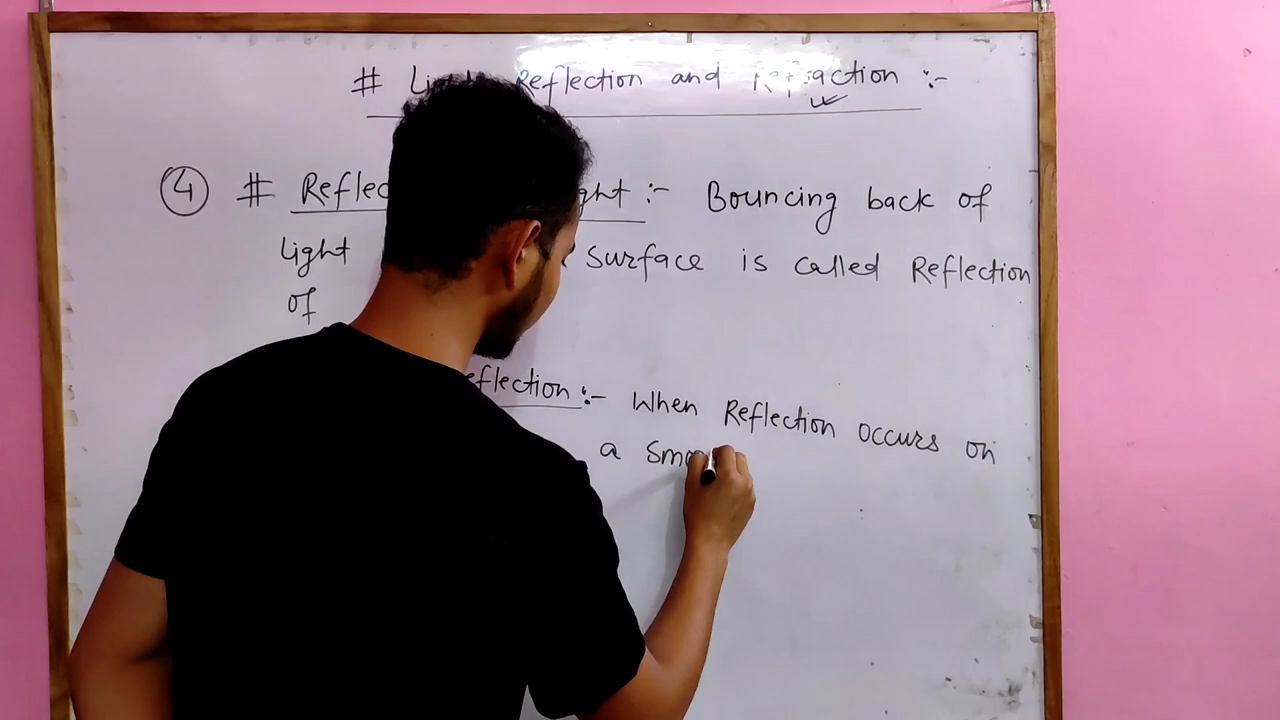 # Reflection and Refraction :-
④ # Reflec ght :- Bouncing back of
light surface is called Reflection
of
eflection :- When Reflection occurs on
a Smo